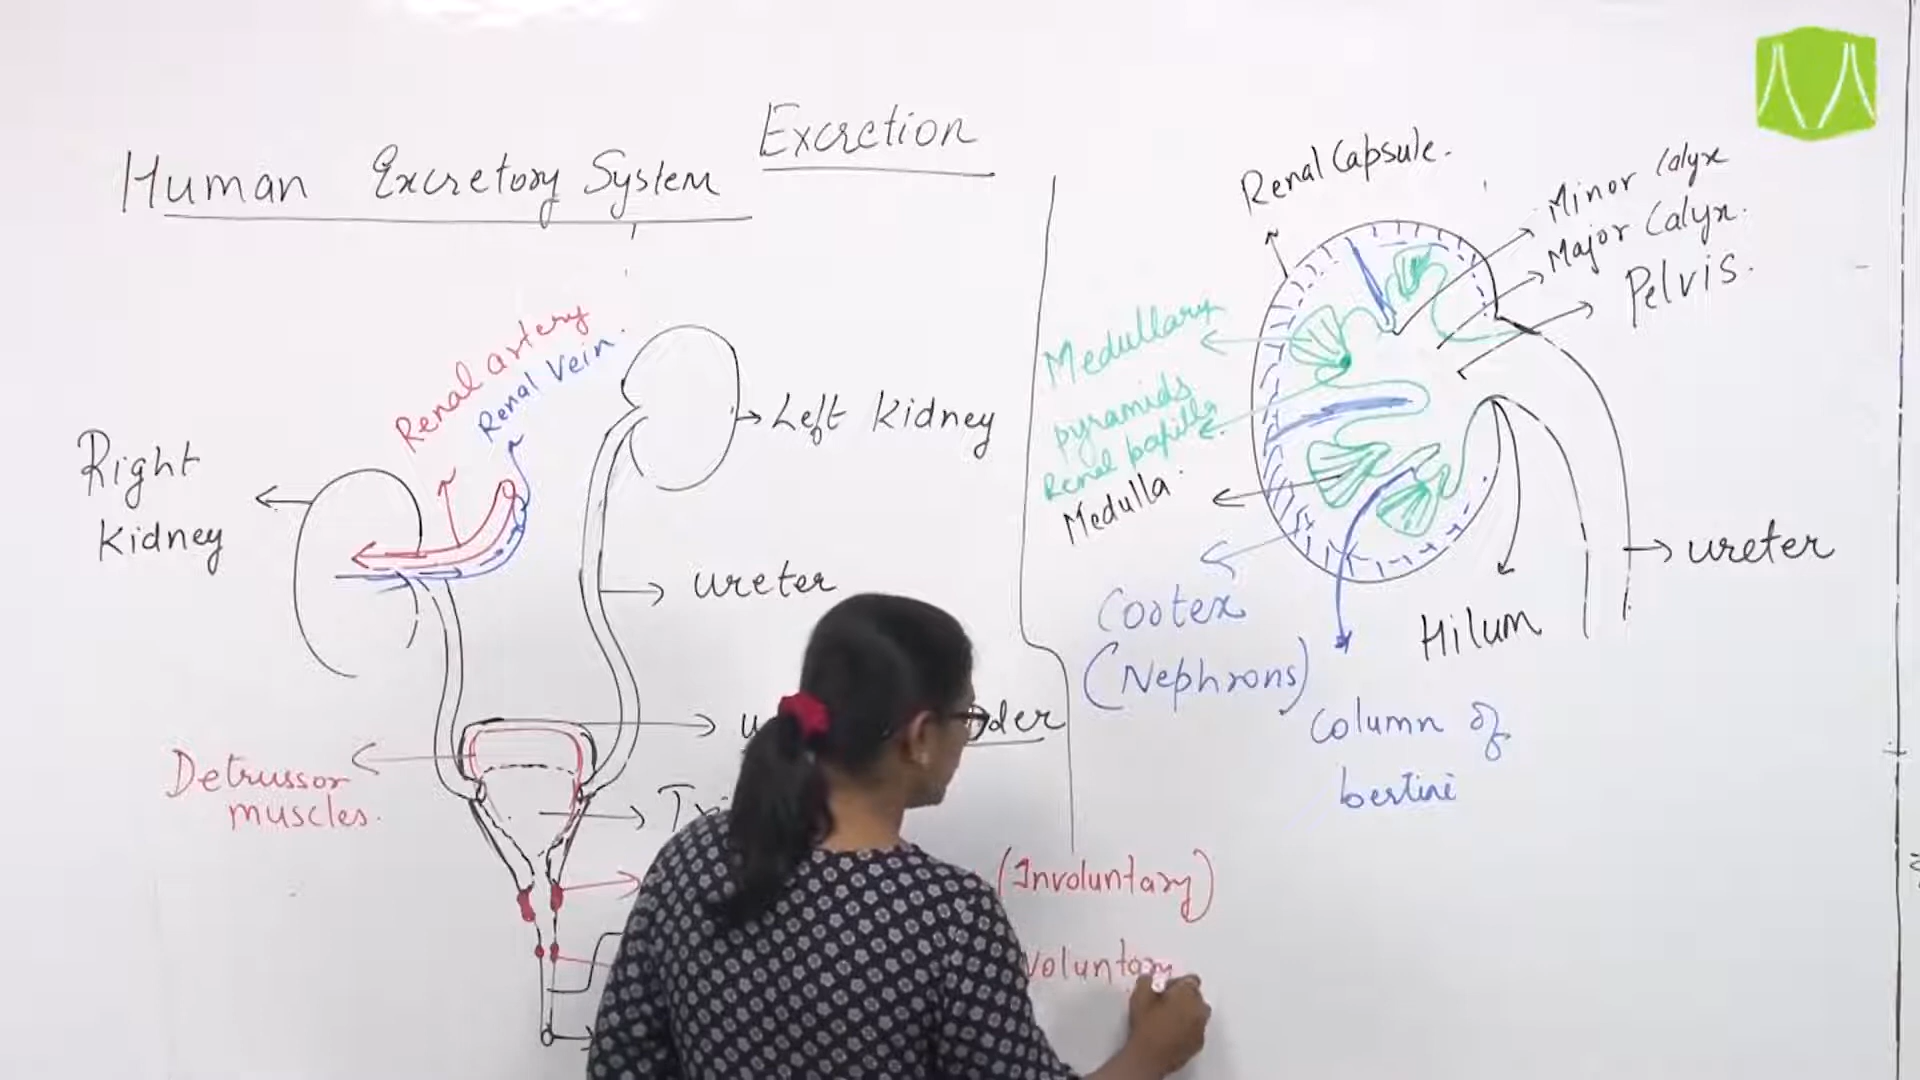 Excretion
Human Excretory System
Renal artery
Renal Vein.
Right
kidney
Left kidney
ureter
Detrussor
muscles.
(Involuntary)
voluntary
Renal Capsule.
Minor Calyx
Major Calyx.
Pelvis.
Medullary
pyramids
Renal papilla
Medulla
Cortex
(Nephrons)
Column of
bertini
Hilum
ureter